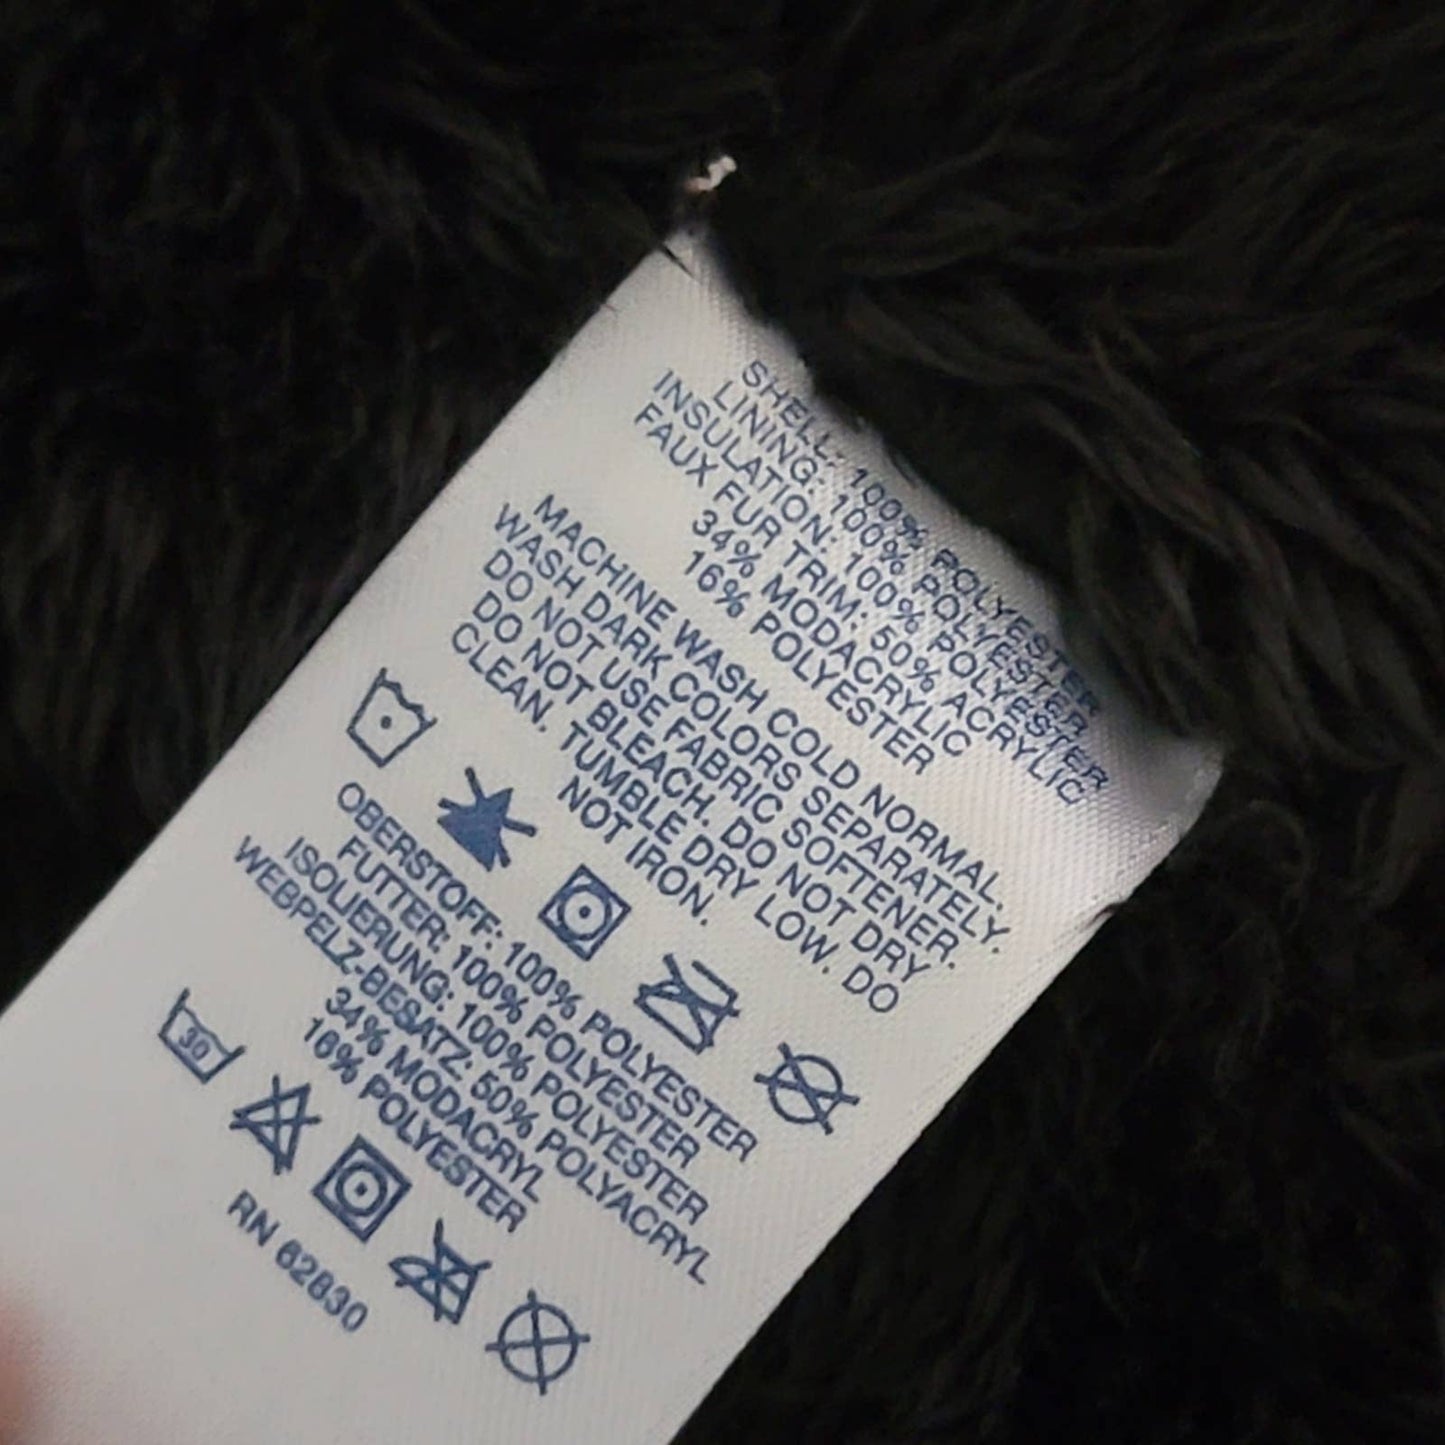 SHELL: 100% POLYESTER
LINING: 100% POLYESTER
INSULATION: 100% POLYESTER
FAUX FUR TRIM: 50% ACRYLIC
34% MODACRYLIC
16% POLYESTER
MACHINE WASH COLD NORMAL.
WASH DARK COLORS SEPARATELY.
DO NOT USE FABRIC SOFTENER.
DO NOT BLEACH. DO NOT DRY
CLEAN. TUMBLE DRY LOW. DO
NOT IRON.
OBERSTOFF: 100% POLYESTER
FUTTER: 100% POLYESTER
ISOLIERUNG: 100% POLYESTER
WEBPELZ-BESATZ: 50% POLYACRYL
34% MODACRYL
16% POLYESTER
30
RN 62830